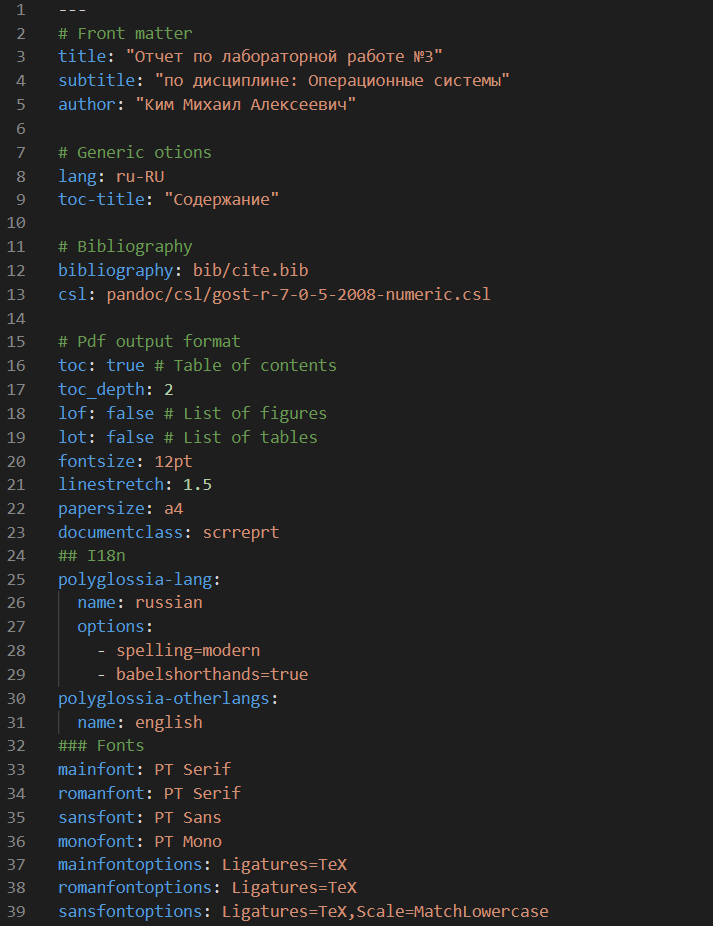 1 ---
2 # Front matter
3 title: "Отчет по лабораторной работе №3"
4 subtitle: "по дисциплине: Операционные системы"
5 author: "Ким Михаил Алексеевич"
6
7 # Generic otions
8 lang: ru-RU
9 toc-title: "Содержание"
10
11 # Bibliography
12 bibliography: bib/cite.bib
13 csl: pandoc/csl/gost-r-7-0-5-2008-numeric.csl
14
15 # Pdf output format
16 toc: true # Table of contents
17 toc_depth: 2
18 lof: false # List of figures
19 lot: false # List of tables
20 fontsize: 12pt
21 linestretch: 1.5
22 papersize: a4
23 documentclass: scrreprt
24 ## I18n
25 polyglossia-lang:
26   name: russian
27   options:
28     - spelling=modern
29     - babelshorthands=true
30 polyglossia-otherlangs:
31   name: english
32 ### Fonts
33 mainfont: PT Serif
34 romanfont: PT Serif
35 sansfont: PT Sans
36 monofont: PT Mono
37 mainfontoptions: Ligatures=TeX
38 romanfontoptions: Ligatures=TeX
39 sansfontoptions: Ligatures=TeX,Scale=MatchLowercase